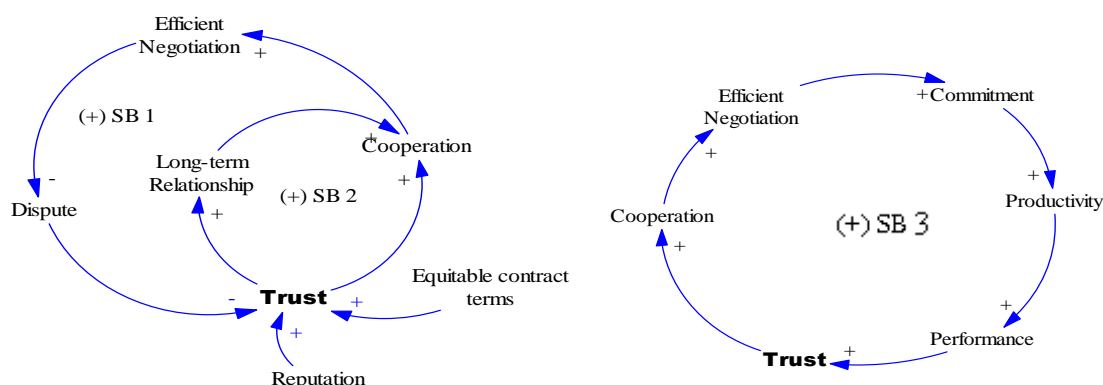 Efficient
Negotiation
+
(+) SB 1
+
Cooperation
Long-term
Relationship
+
(+) SB 2
+
-
Dispute
-
Trust
+
Equitable contract
terms
+
Reputation
Efficient
Negotiation
+
+Commitment
+
Productivity
Cooperation
+
(+) SB 3
+
Performance
+
Trust